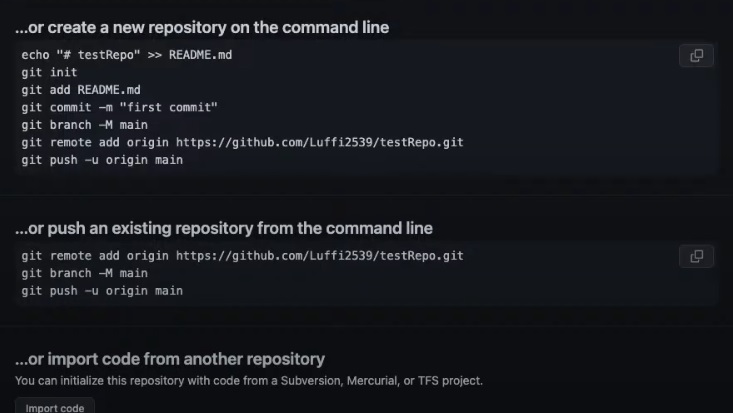 ...or create a new repository on the command line
echo "# testRepo" >> README.md
git init
git add README.md
git commit -m "first commit"
git branch -M main
git remote add origin https://github.com/Luffi2539/testRepo.git
git push -u origin main
...or push an existing repository from the command line
git remote add origin https://github.com/Luffi2539/testRepo.git
git branch -M main
git push -u origin main
...or import code from another repository
You can initialize this repository with code from a Subversion, Mercurial, or TFS project.
Import code